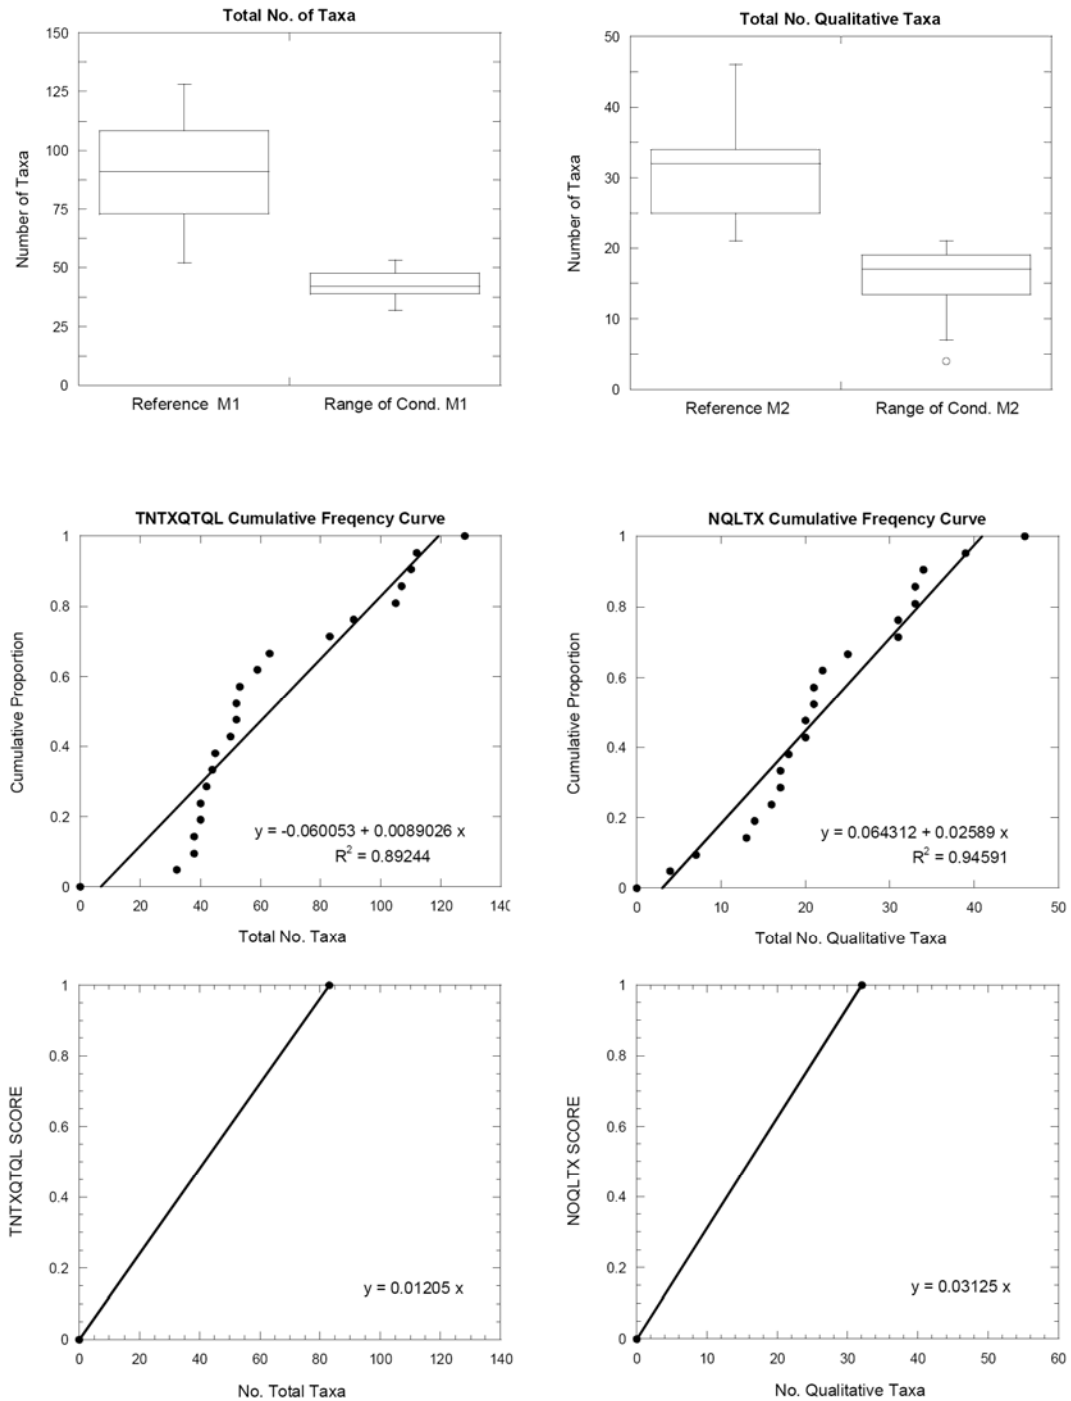 Total No. of Taxa
150
125
100
75
50
25
0
Number of Taxa
Reference M1
Range of Cond. M1
Total No. Qualitative Taxa
50
40
30
20
10
0
Number of Taxa
Reference M2
Range of Cond. M2
TNTXQTQL Cumulative Freqency Curve
1
0.8
0.6
0.4
0.2
0
Cumulative Proportion
y = -0.060053 + 0.0089026 x
R² = 0.89244
0 20 40 60 80 100 120 140
Total No. Taxa
NQLTX Cumulative Freqency Curve
1
0.8
0.6
0.4
0.2
0
Cumulative Proportion
y = 0.064312 + 0.02589 x
R² = 0.94591
0 10 20 30 40 50
Total No. Qualitative Taxa
1
0.8
0.6
0.4
0.2
0
TNTXQTQL SCORE
y = 0.01205 x
0 20 40 60 80 100 120 140
No. Total Taxa
1
0.8
0.6
0.4
0.2
0
NOQLTX SCORE
y = 0.03125 x
0 10 20 30 40 50 60
No. Qualitative Taxa